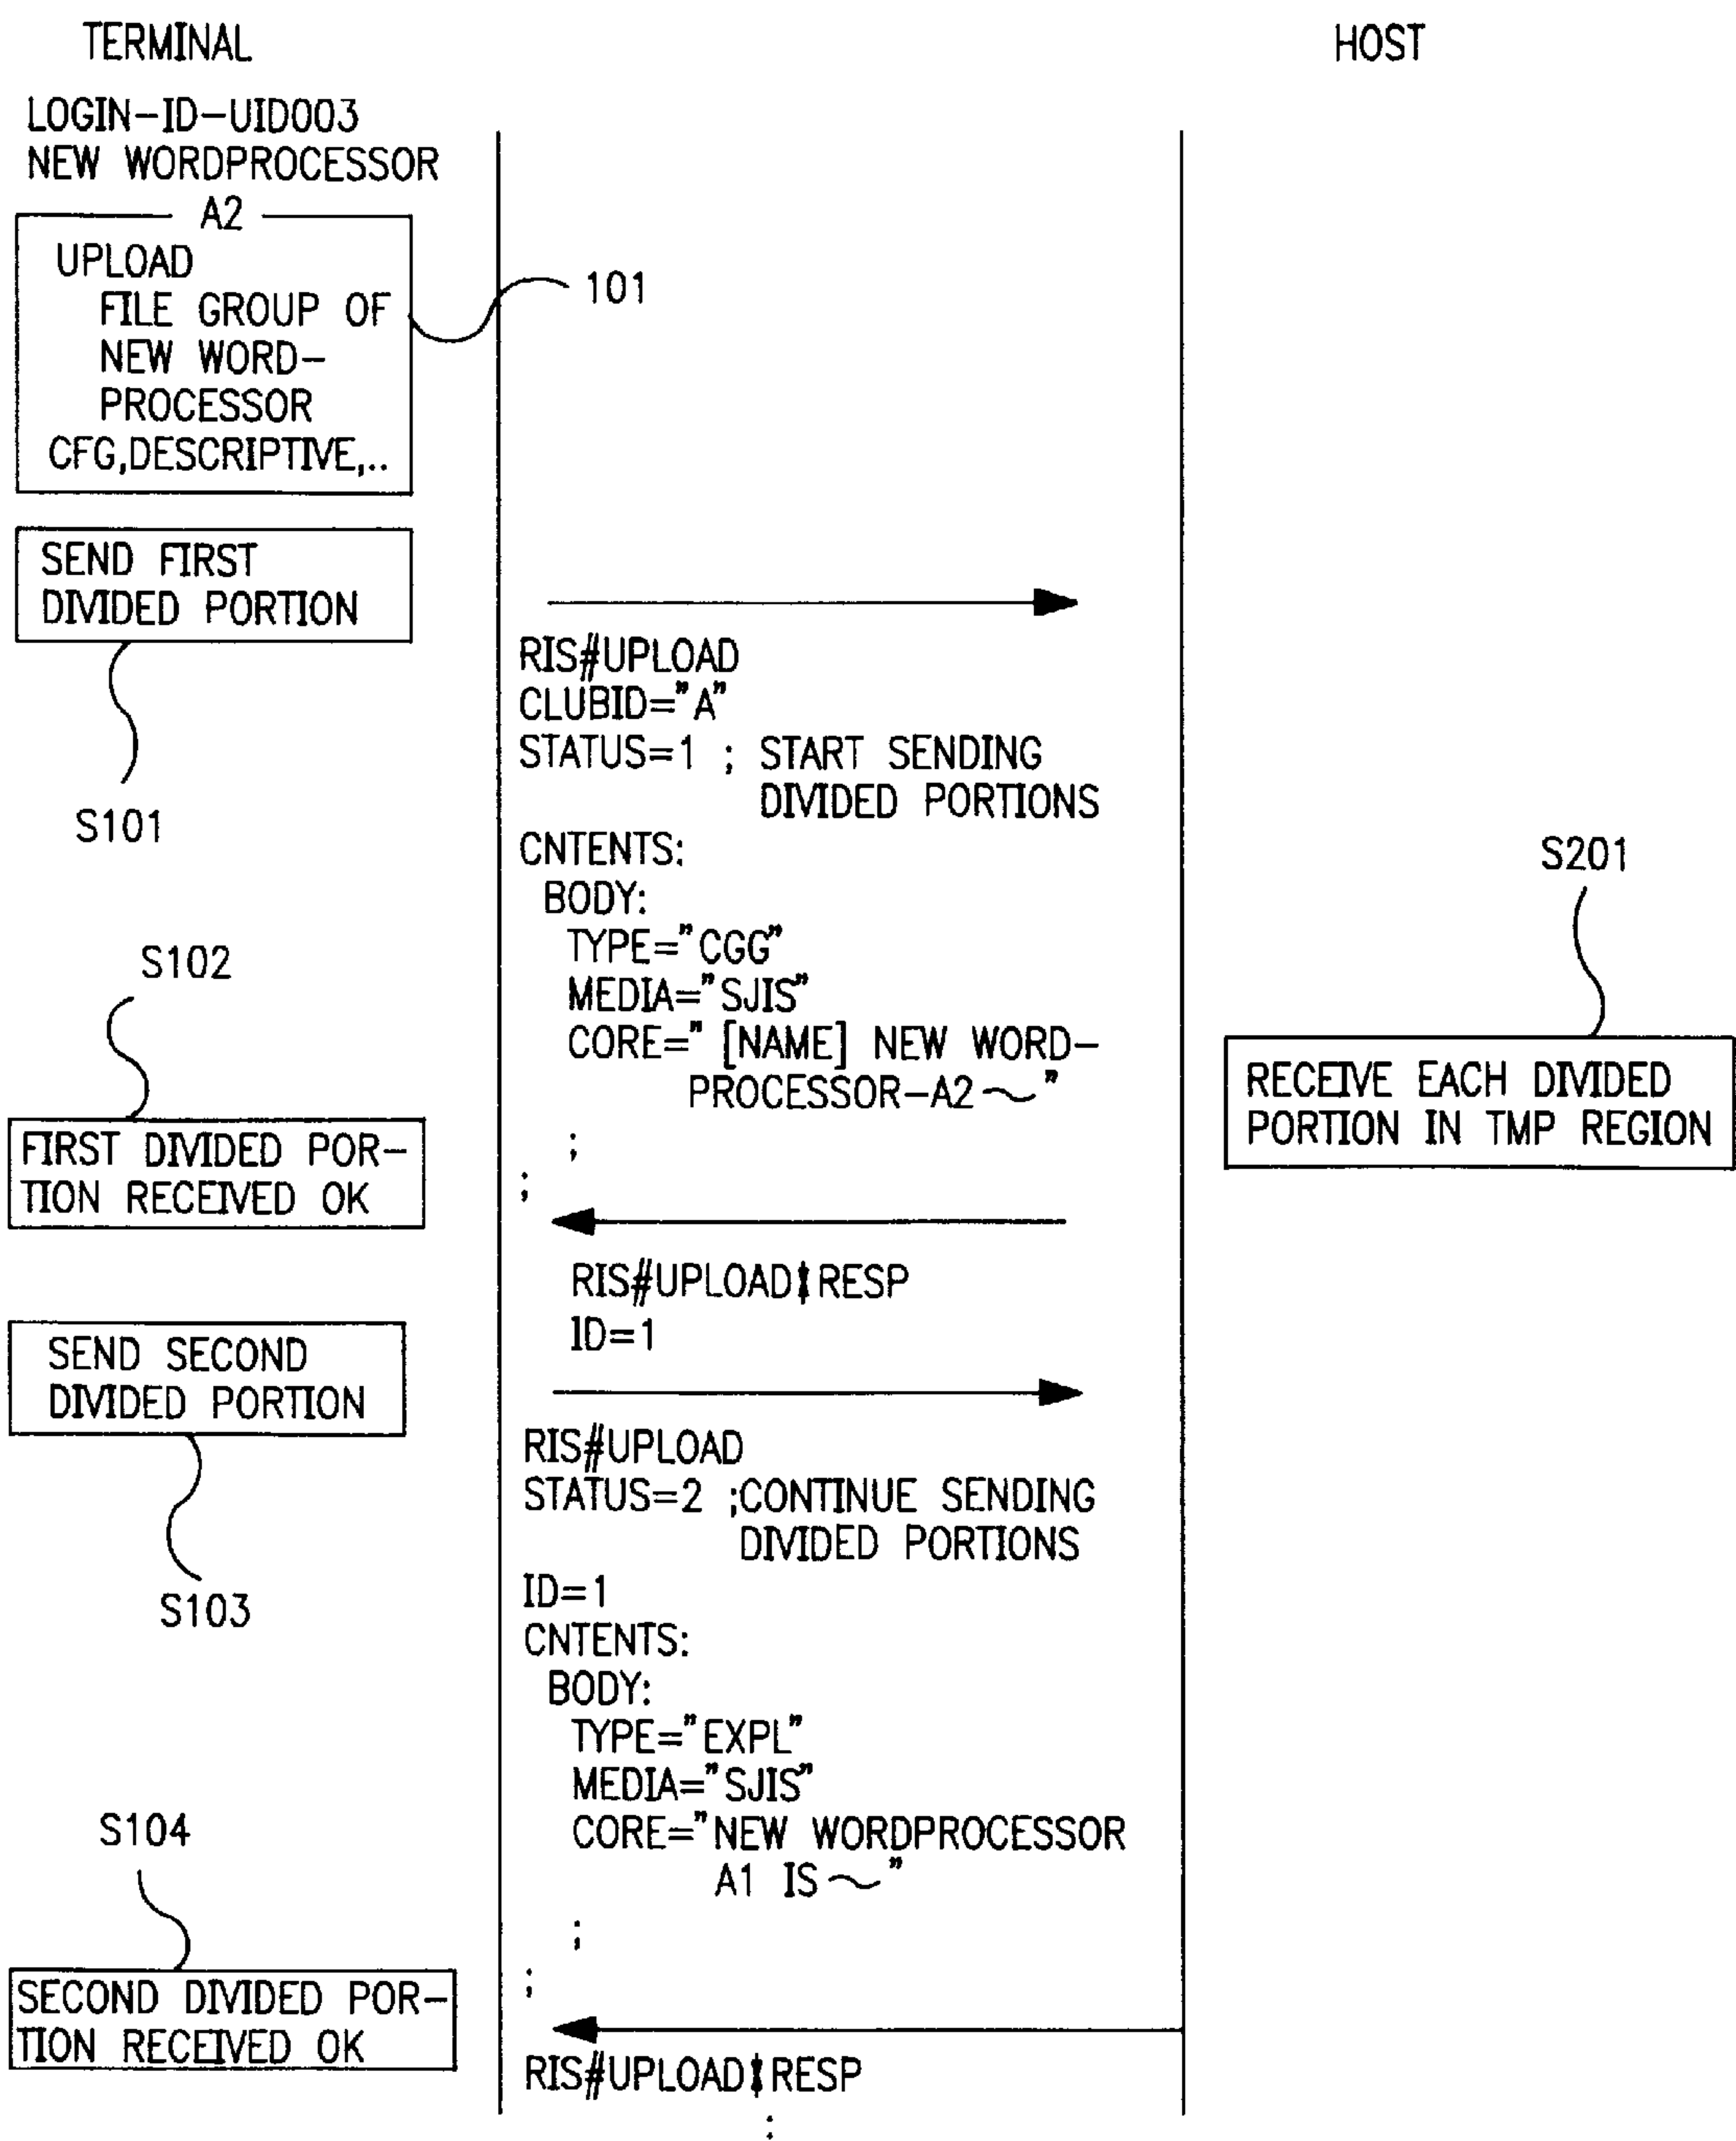 TERMINAL
HOST
LOGIN-ID-UID003
NEW WORDPROCESSOR
A2
UPLOAD
FILE GROUP OF
NEW WORD-
PROCESSOR
CFG,DESCRIPTIVE,..
101
SEND FIRST
DIVIDED PORTION
S101
RIS#UPLOAD
CLUBID="A"
STATUS=1 ; START SENDING
DIVIDED PORTIONS
CNTENTS:
BODY:
TYPE="CGG"
MEDIA="SJIS"
CORE=" [NAME] NEW WORD-
PROCESSOR-A2~"
;
;
S201
RECEIVE EACH DIVIDED
PORTION IN TMP REGION
S102
FIRST DIVIDED POR-
TION RECEIVED OK
RIS#UPLOAD RESP
ID=1
SEND SECOND
DIVIDED PORTION
S103
RIS#UPLOAD
STATUS=2 ;CONTINUE SENDING
DIVIDED PORTIONS
ID=1
CNTENTS:
BODY:
TYPE="EXPL"
MEDIA="SJIS"
CORE="NEW WORDPROCESSOR
A1 IS~"
;
;
S104
SECOND DIVIDED POR-
TION RECEIVED OK
RIS#UPLOAD RESP
: